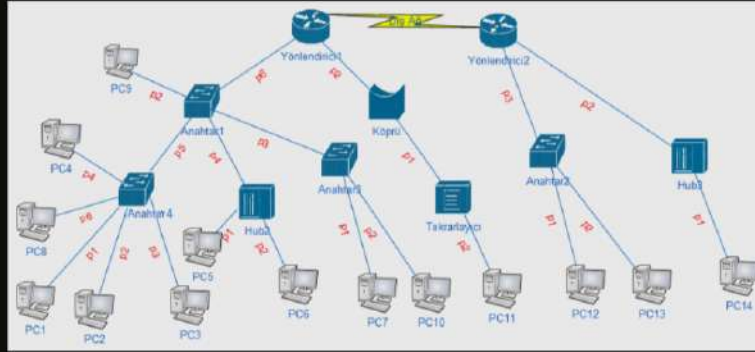 Dış Ağ
Yönlendirici1
Yönlendirici2
PC9
p2
p6
p2
p3
p2
Anahtar1
Köprü
PC4
p4
p5
p4
p3
p1
Anahtar3
Anahtar2
Hub3
Anahtar4
p6
PC8
p1
p2
p3
PC5
p1
Hub2
p2
p1
p2
Tekrarlayıcı
p2
p1
p2
p1
PC1
PC2
PC3
PC6
PC7
PC10
PC11
PC12
PC13
PC14